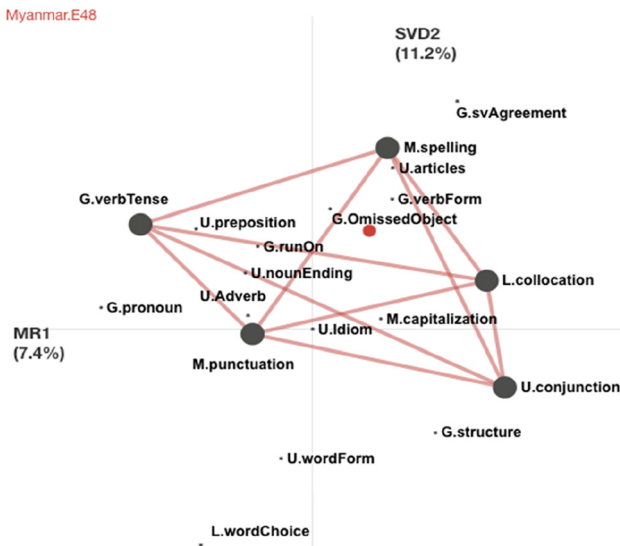 Myanmar.E48
SVD2
(11.2%)
G.svAgreement
M.spelling
U.articles
G.verbTense
G.verbForm
G.OmissedObject
U.preposition
G.runOn
U.nounEnding
L.collocation
U.Adverb
G.pronoun
M.capitalization
U.Idiom
MR1
(7.4%)
M.punctuation
U.conjunction
G.structure
U.wordForm
L.wordChoice